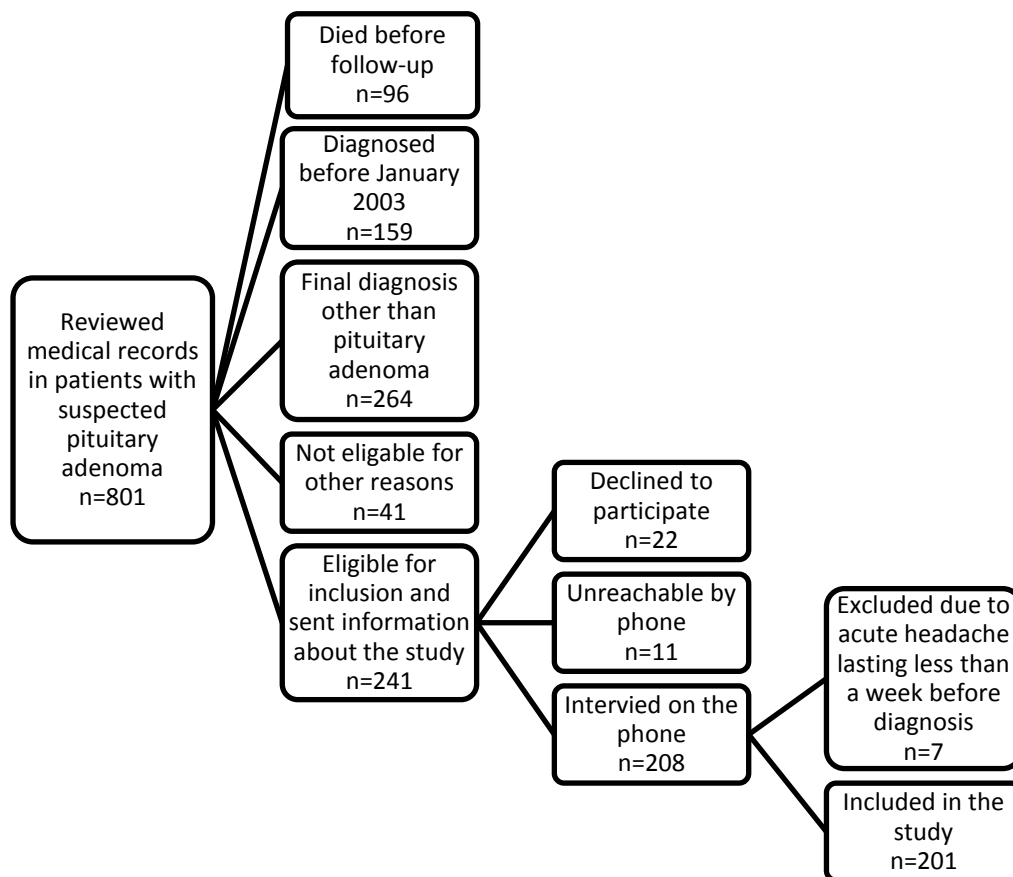 Died before
follow-up
n=96
Diagnosed
before January
2003
n=159
Final diagnosis
other than
pituitary
adenoma
n=264
Reviewed
medical records
in patients with
suspected
pituitary
adenoma
n=801
Not eligable for
other reasons
n=41
Eligible for
inclusion and
sent information
about the study
n=241
Declined to
participate
n=22
Unreachable by
phone
n=11
Intervied on the
phone
n=208
Excluded due to
acute headache
lasting less than
a week before
diagnosis
n=7
Included in the
study
n=201